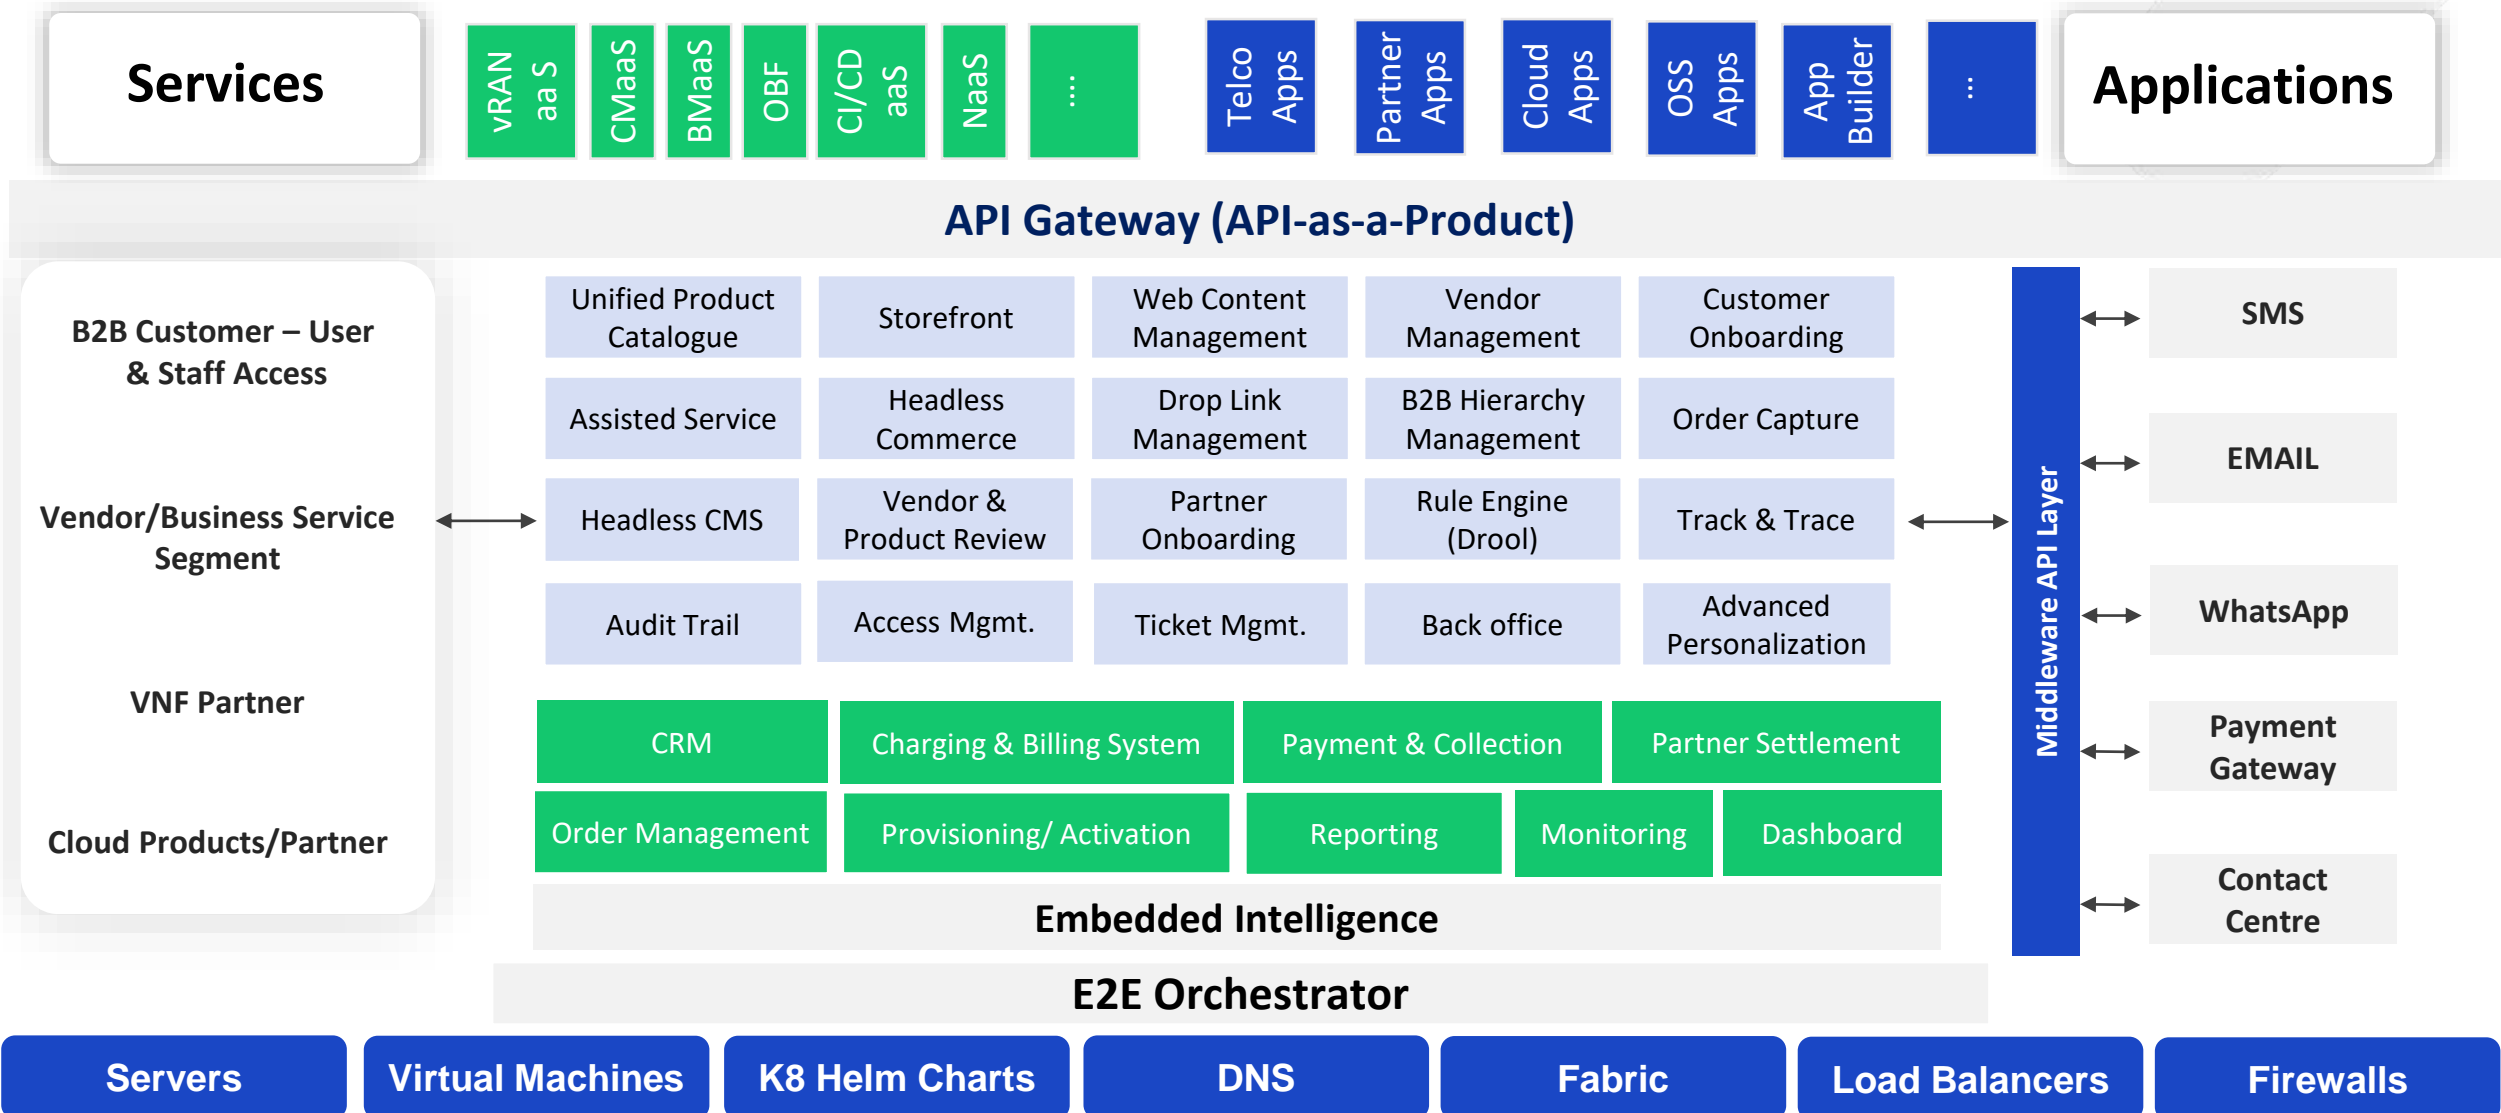 Services
vRAN
aa S
CMaaS
BMaaS
OBF
CI/CD
aaS
NaaS
....
Telco
Apps
Partner
Apps
Cloud
Apps
OSS
Apps
App
Builder
...
Applications
API Gateway (API-as-a-Product)
B2B Customer – User
& Staff Access
Vendor/Business Service
Segment
VNF Partner
Cloud Products/Partner
Unified Product
Catalogue
Storefront
Web Content
Management
Vendor
Management
Customer
Onboarding
Assisted Service
Headless
Commerce
Drop Link
Management
B2B Hierarchy
Management
Order Capture
Headless CMS
Vendor &
Product Review
Partner
Onboarding
Rule Engine
(Drool)
Track & Trace
Audit Trail
Access Mgmt.
Ticket Mgmt.
Back office
Advanced
Personalization
CRM
Charging & Billing System
Payment & Collection
Partner Settlement
Order Management
Provisioning/ Activation
Reporting
Monitoring
Dashboard
Embedded Intelligence
E2E Orchestrator
Middleware API Layer
SMS
EMAIL
WhatsApp
Payment
Gateway
Contact
Centre
Servers
Virtual Machines
K8 Helm Charts
DNS
Fabric
Load Balancers
Firewalls